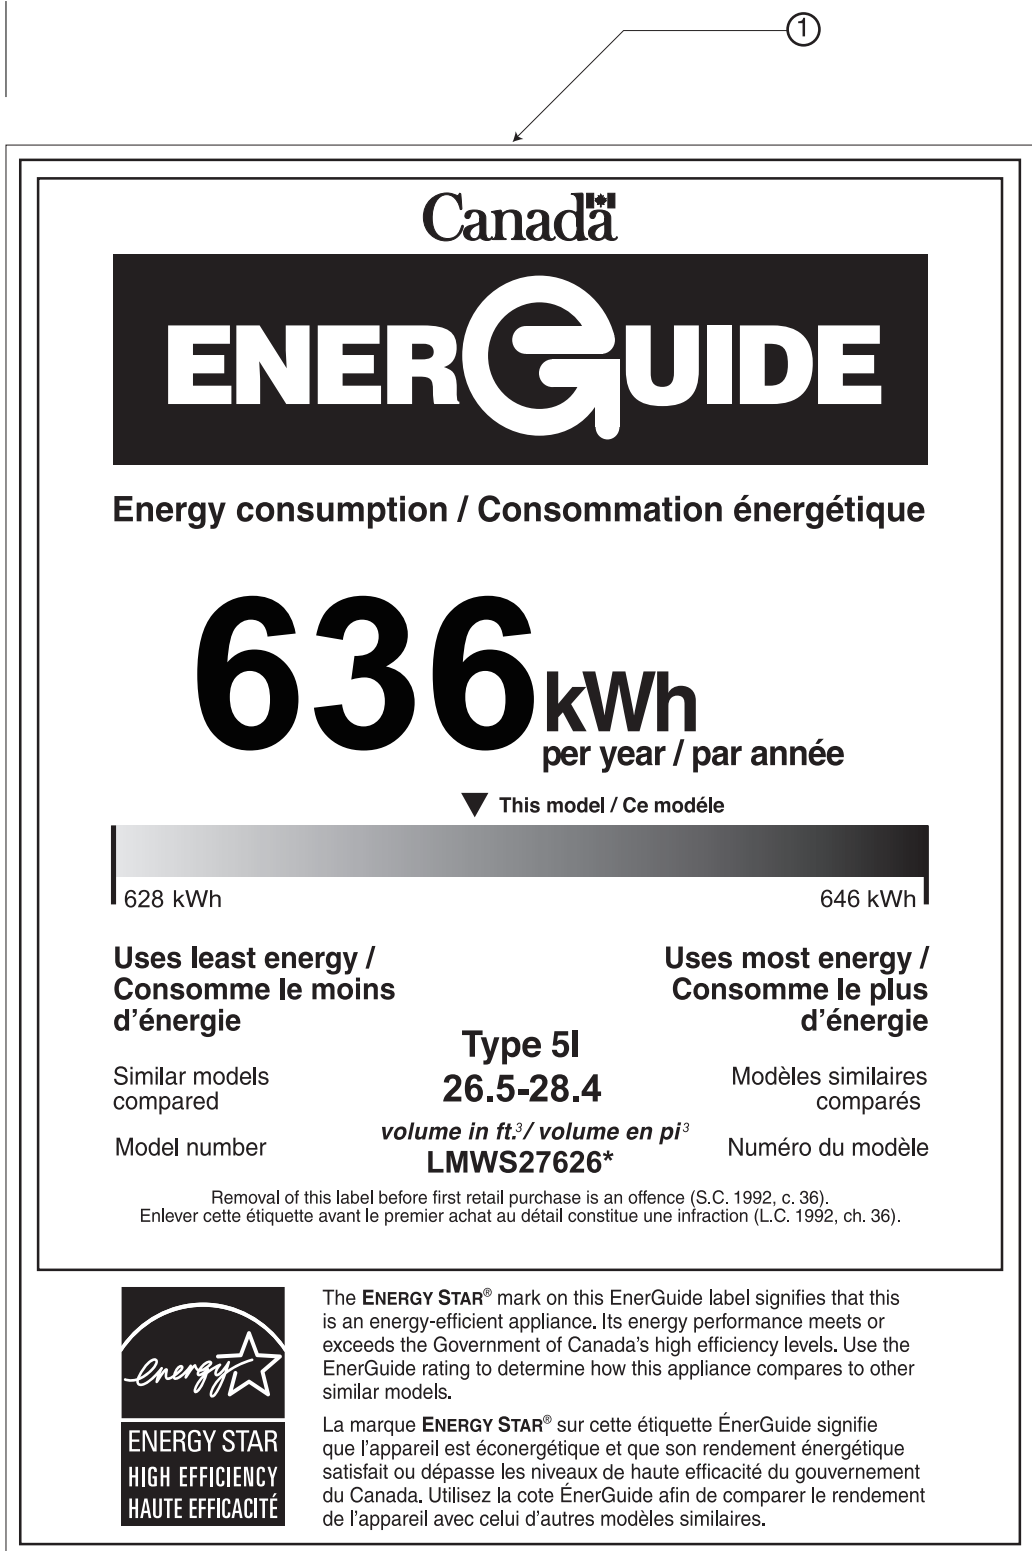 1
Canada
ENERGUIDE
Energy consumption / Consommation énergétique
636 kWh
per year / par année
▼ This model / Ce modéle
628 kWh
646 kWh
Uses least energy /
Consomme le moins
d'énergie
Uses most energy /
Consomme le plus
d'énergie
Type 5I
26.5-28.4
Similar models
compared
Modèles similaires
comparés
volume in ft.³/ volume en pi³
Model number
LMWS27626*
Numéro du modèle
Removal of this label before first retail purchase is an offence (S.C. 1992, c. 36).
Enlever cette étiquette avant le premier achat au détail constitue une infraction (L.C. 1992, ch. 36).
energy
ENERGY STAR
HIGH EFFICIENCY
HAUTE EFFICACITÉ
The ENERGY STAR® mark on this EnerGuide label signifies that this
is an energy-efficient appliance. Its energy performance meets or
exceeds the Government of Canada's high efficiency levels. Use the
EnerGuide rating to determine how this appliance compares to other
similar models.
La marque ENERGY STAR® sur cette étiquette ÉnerGuide signifie
que l'appareil est éconergétique et que son rendement énergétique
satisfait ou dépasse les niveaux de haute efficacité du gouvernement
du Canada. Utilisez la cote ÉnerGuide afin de comparer le rendement
de l'appareil avec celui d'autres modèles similaires.